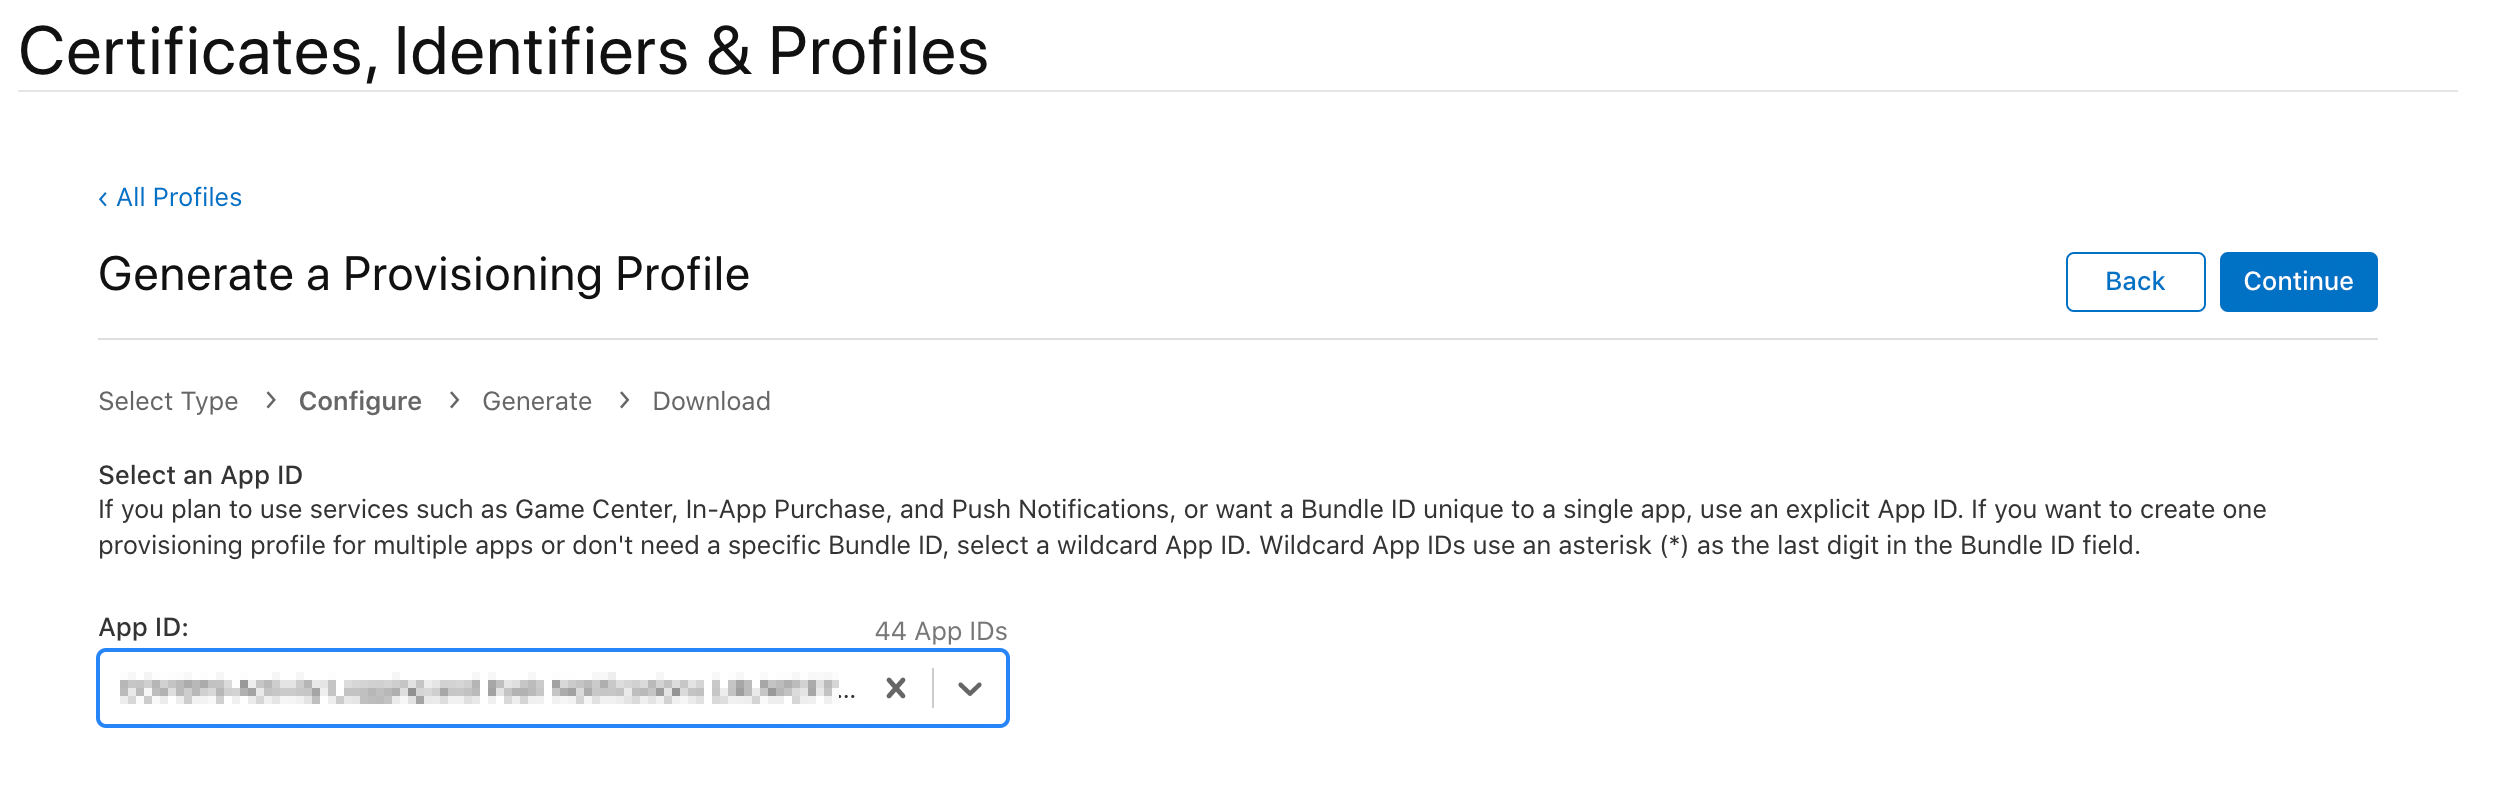 Certificates, Identifiers & Profiles
‹ All Profiles
Generate a Provisioning Profile
Back
Continue
Select Type > Configure > Generate > Download
Select an App ID
If you plan to use services such as Game Center, In-App Purchase, and Push Notifications, or want a Bundle ID unique to a single app, use an explicit App ID. If you want to create one
provisioning profile for multiple apps or don't need a specific Bundle ID, select a wildcard App ID. Wildcard App IDs use an asterisk (*) as the last digit in the Bundle ID field.
App ID:
44 App IDs
...